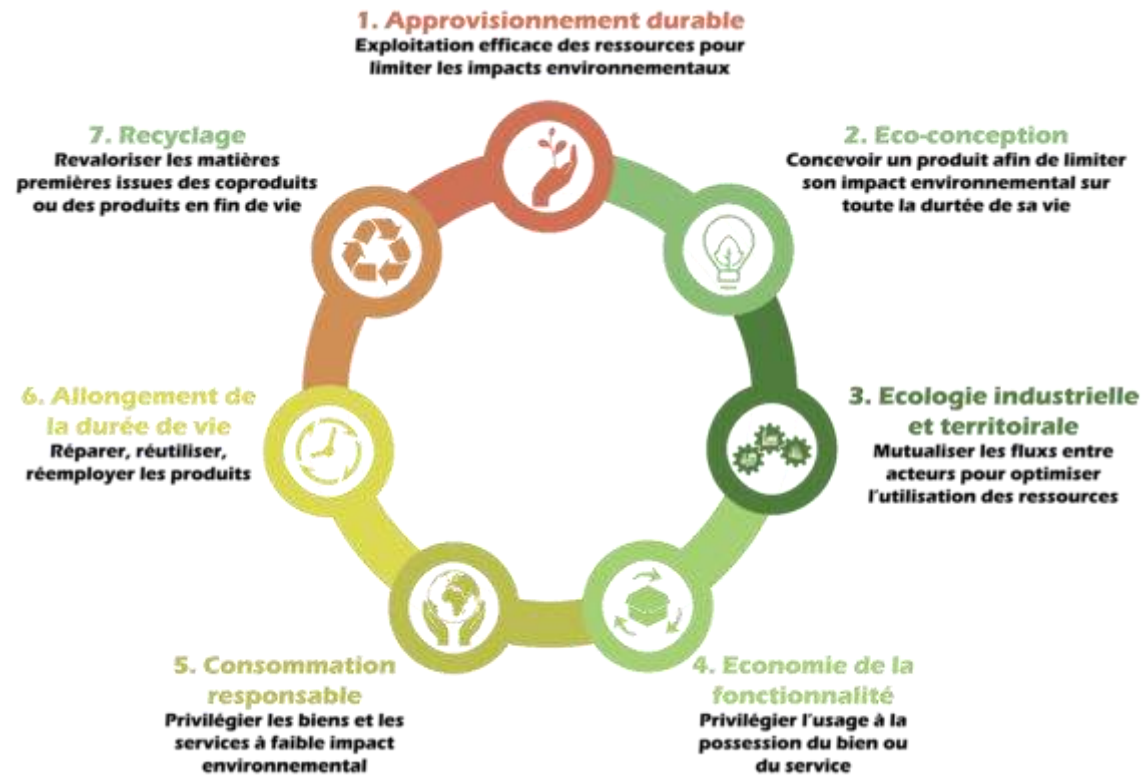 1. Approvisionnement durable
Exploitation efficace des ressources pour
limiter les impacts environnementaux
2. Eco-conception
Concevoir un produit afin de limiter
son impact environnemental sur
toute la durtée de sa vie
3. Ecologie industrielle
et territoirale
Mutualiser les flux entre
acteurs pour optimiser
l'utilisation des ressources
4. Economie de la
fonctionnalité
Privilégier l'usage à la
possession du bien ou
du service
5. Consommation
responsable
Privilégier les biens et les
services à faible impact
environnemental
6. Allongement de
la durée de vie
Réparer, réutiliser,
réemployer les produits
7. Recyclage
Revaloriser les matières
premières issues des coproduits
ou des produits en fin de vie